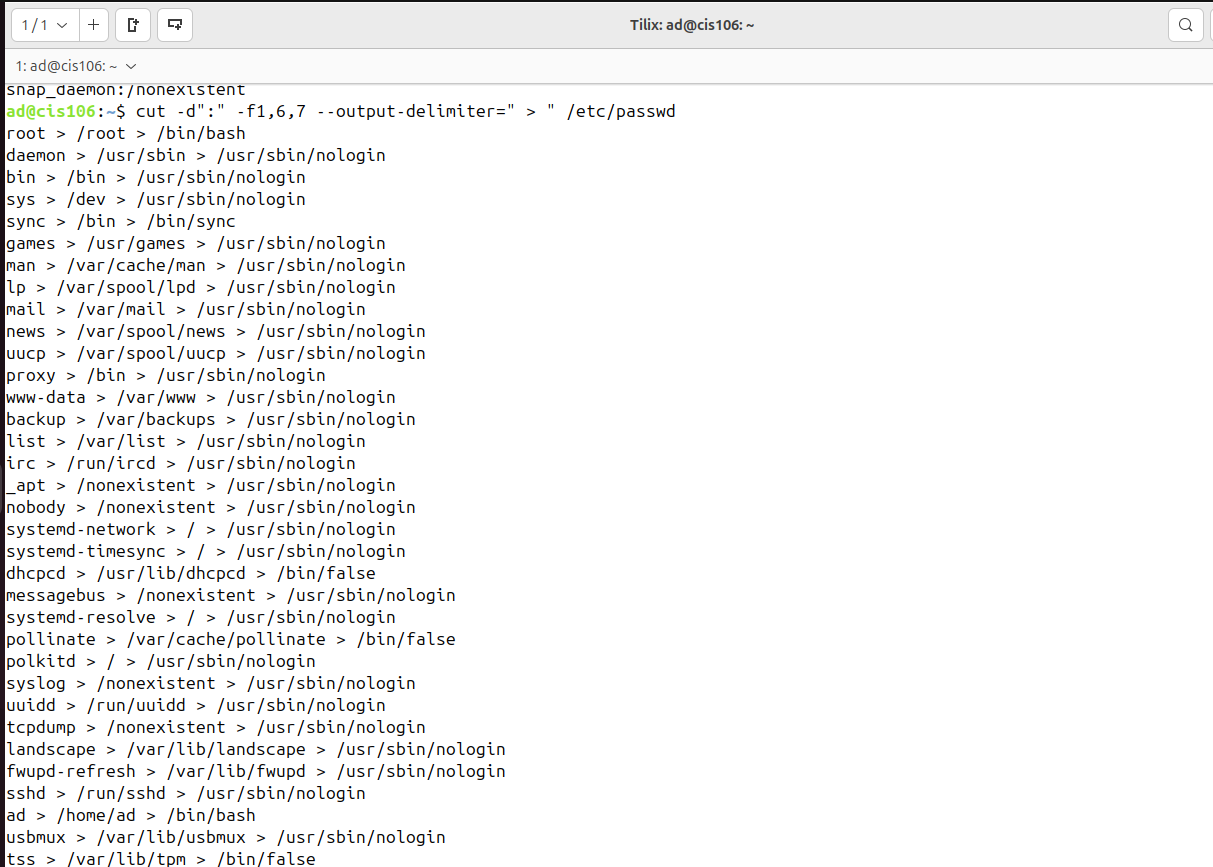 1 / 1
Tilix: ad@cis106: ~
1: ad@cis106: ~
snap_daemon:/nonexistent
ad@cis106:~$ cut -d":" -f1,6,7 --output-delimiter=" > " /etc/passwd
root > /root > /bin/bash
daemon > /usr/sbin > /usr/sbin/nologin
bin > /bin > /usr/sbin/nologin
sys > /dev > /usr/sbin/nologin
sync > /bin > /bin/sync
games > /usr/games > /usr/sbin/nologin
man > /var/cache/man > /usr/sbin/nologin
lp > /var/spool/lpd > /usr/sbin/nologin
mail > /var/mail > /usr/sbin/nologin
news > /var/spool/news > /usr/sbin/nologin
uucp > /var/spool/uucp > /usr/sbin/nologin
proxy > /bin > /usr/sbin/nologin
www-data > /var/www > /usr/sbin/nologin
backup > /var/backups > /usr/sbin/nologin
list > /var/list > /usr/sbin/nologin
irc > /run/ircd > /usr/sbin/nologin
_apt > /nonexistent > /usr/sbin/nologin
nobody > /nonexistent > /usr/sbin/nologin
systemd-network > / > /usr/sbin/nologin
systemd-timesync > / > /usr/sbin/nologin
dhcpcd > /usr/lib/dhcpcd > /bin/false
messagebus > /nonexistent > /usr/sbin/nologin
systemd-resolve > / > /usr/sbin/nologin
pollinate > /var/cache/pollinate > /bin/false
polkitd > / > /usr/sbin/nologin
syslog > /nonexistent > /usr/sbin/nologin
uuidd > /run/uuidd > /usr/sbin/nologin
tcpdump > /nonexistent > /usr/sbin/nologin
landscape > /var/lib/landscape > /usr/sbin/nologin
fwupd-refresh > /var/lib/fwupd > /usr/sbin/nologin
sshd > /run/sshd > /usr/sbin/nologin
ad > /home/ad > /bin/bash
usbmux > /var/lib/usbmux > /usr/sbin/nologin
tss > /var/lib/tpm > /bin/false